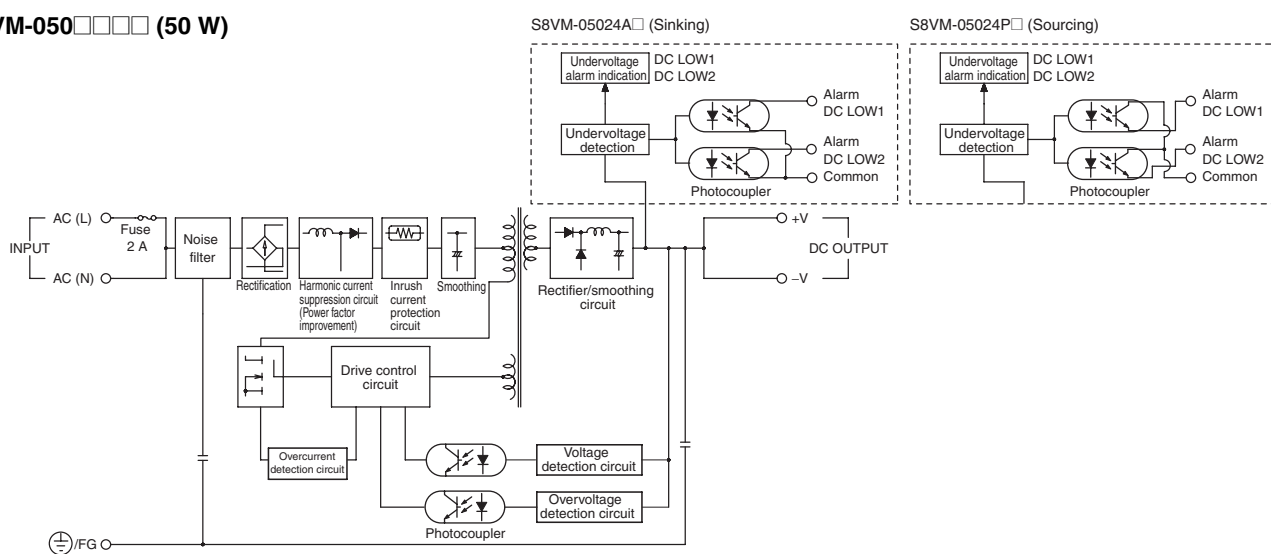 VM-050□□□□ (50 W)
S8VM-05024A□ (Sinking)
S8VM-05024P□ (Sourcing)
Undervoltage
alarm indication
DC LOW1
DC LOW2
Undervoltage
detection
Alarm
DC LOW1
Alarm
DC LOW2
Common
Photocoupler
Undervoltage
alarm indication
DC LOW1
DC LOW2
Undervoltage
detection
Alarm
DC LOW1
Alarm
DC LOW2
Common
Photocoupler
INPUT
AC (L)
Fuse
2 A
AC (N)
Noise
filter
Rectification
Harmonic current
suppression circuit
(Power factor
improvement)
Inrush
current
protection
circuit
Smoothing
Rectifier/smoothing
circuit
+V
DC OUTPUT
–V
Drive control
circuit
Overcurrent
detection circuit
Voltage
detection circuit
Overvoltage
detection circuit
Photocoupler
/FG